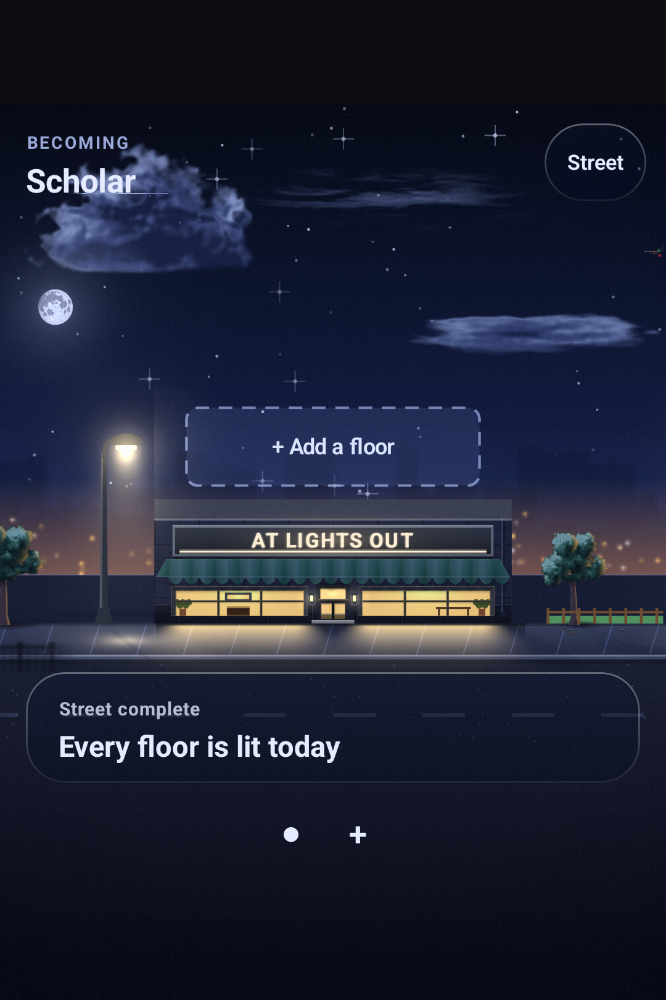 BECOMING
Scholar
Street
+ Add a floor
AT LIGHTS OUT
Street complete
Every floor is lit today
+